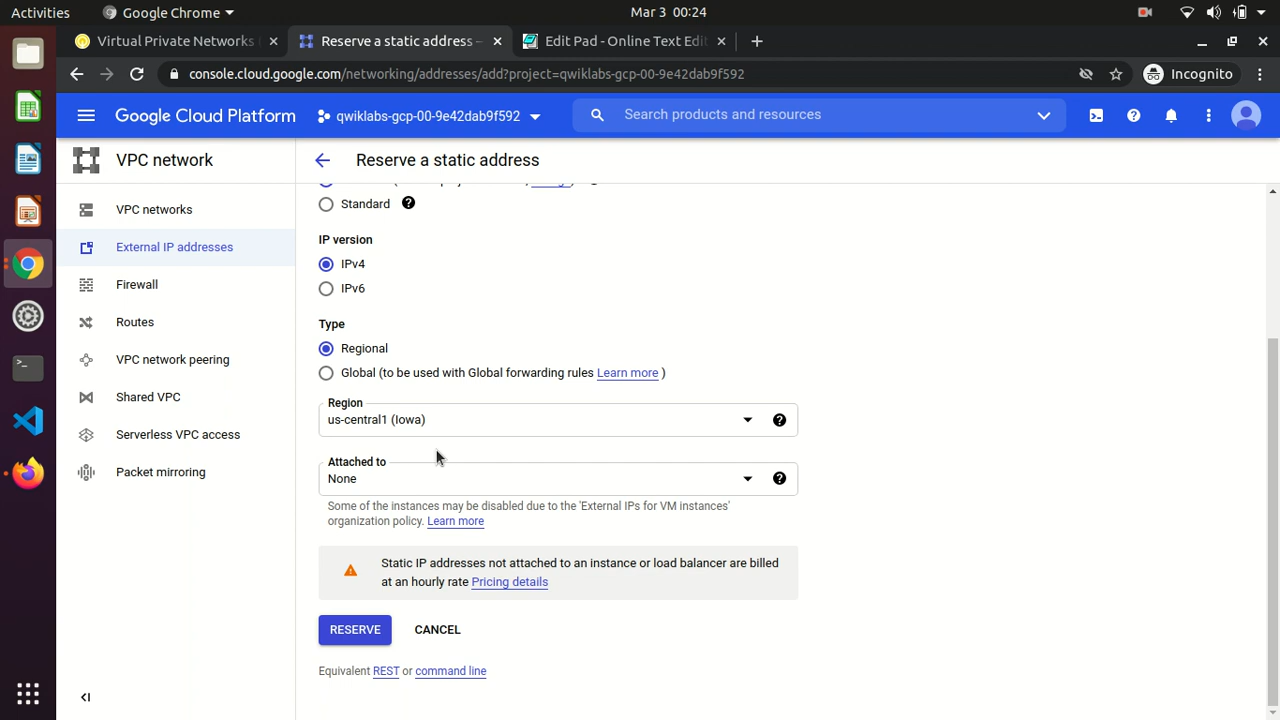 Activities
Google Chrome
Mar 3 00:24
Virtual Private Networks
Reserve a static address –
Edit Pad - Online Text Edit
console.cloud.google.com/networking/addresses/add?project=qwiklabs-gcp-00-9e42dab9f592
Incognito
Google Cloud Platform
qwiklabs-gcp-00-9e42dab9f592
Search products and resources
VPC network
Reserve a static address
VPC networks
External IP addresses
Firewall
Routes
VPC network peering
Shared VPC
Serverless VPC access
Packet mirroring
Standard
IP version
IPv4
IPv6
Type
Regional
Global (to be used with Global forwarding rules Learn more )
Region
us-central1 (Iowa)
Attached to
None
Some of the instances may be disabled due to the 'External IPs for VM instances'
organization policy. Learn more
Static IP addresses not attached to an instance or load balancer are billed
at an hourly rate Pricing details
RESERVE
CANCEL
Equivalent REST or command line